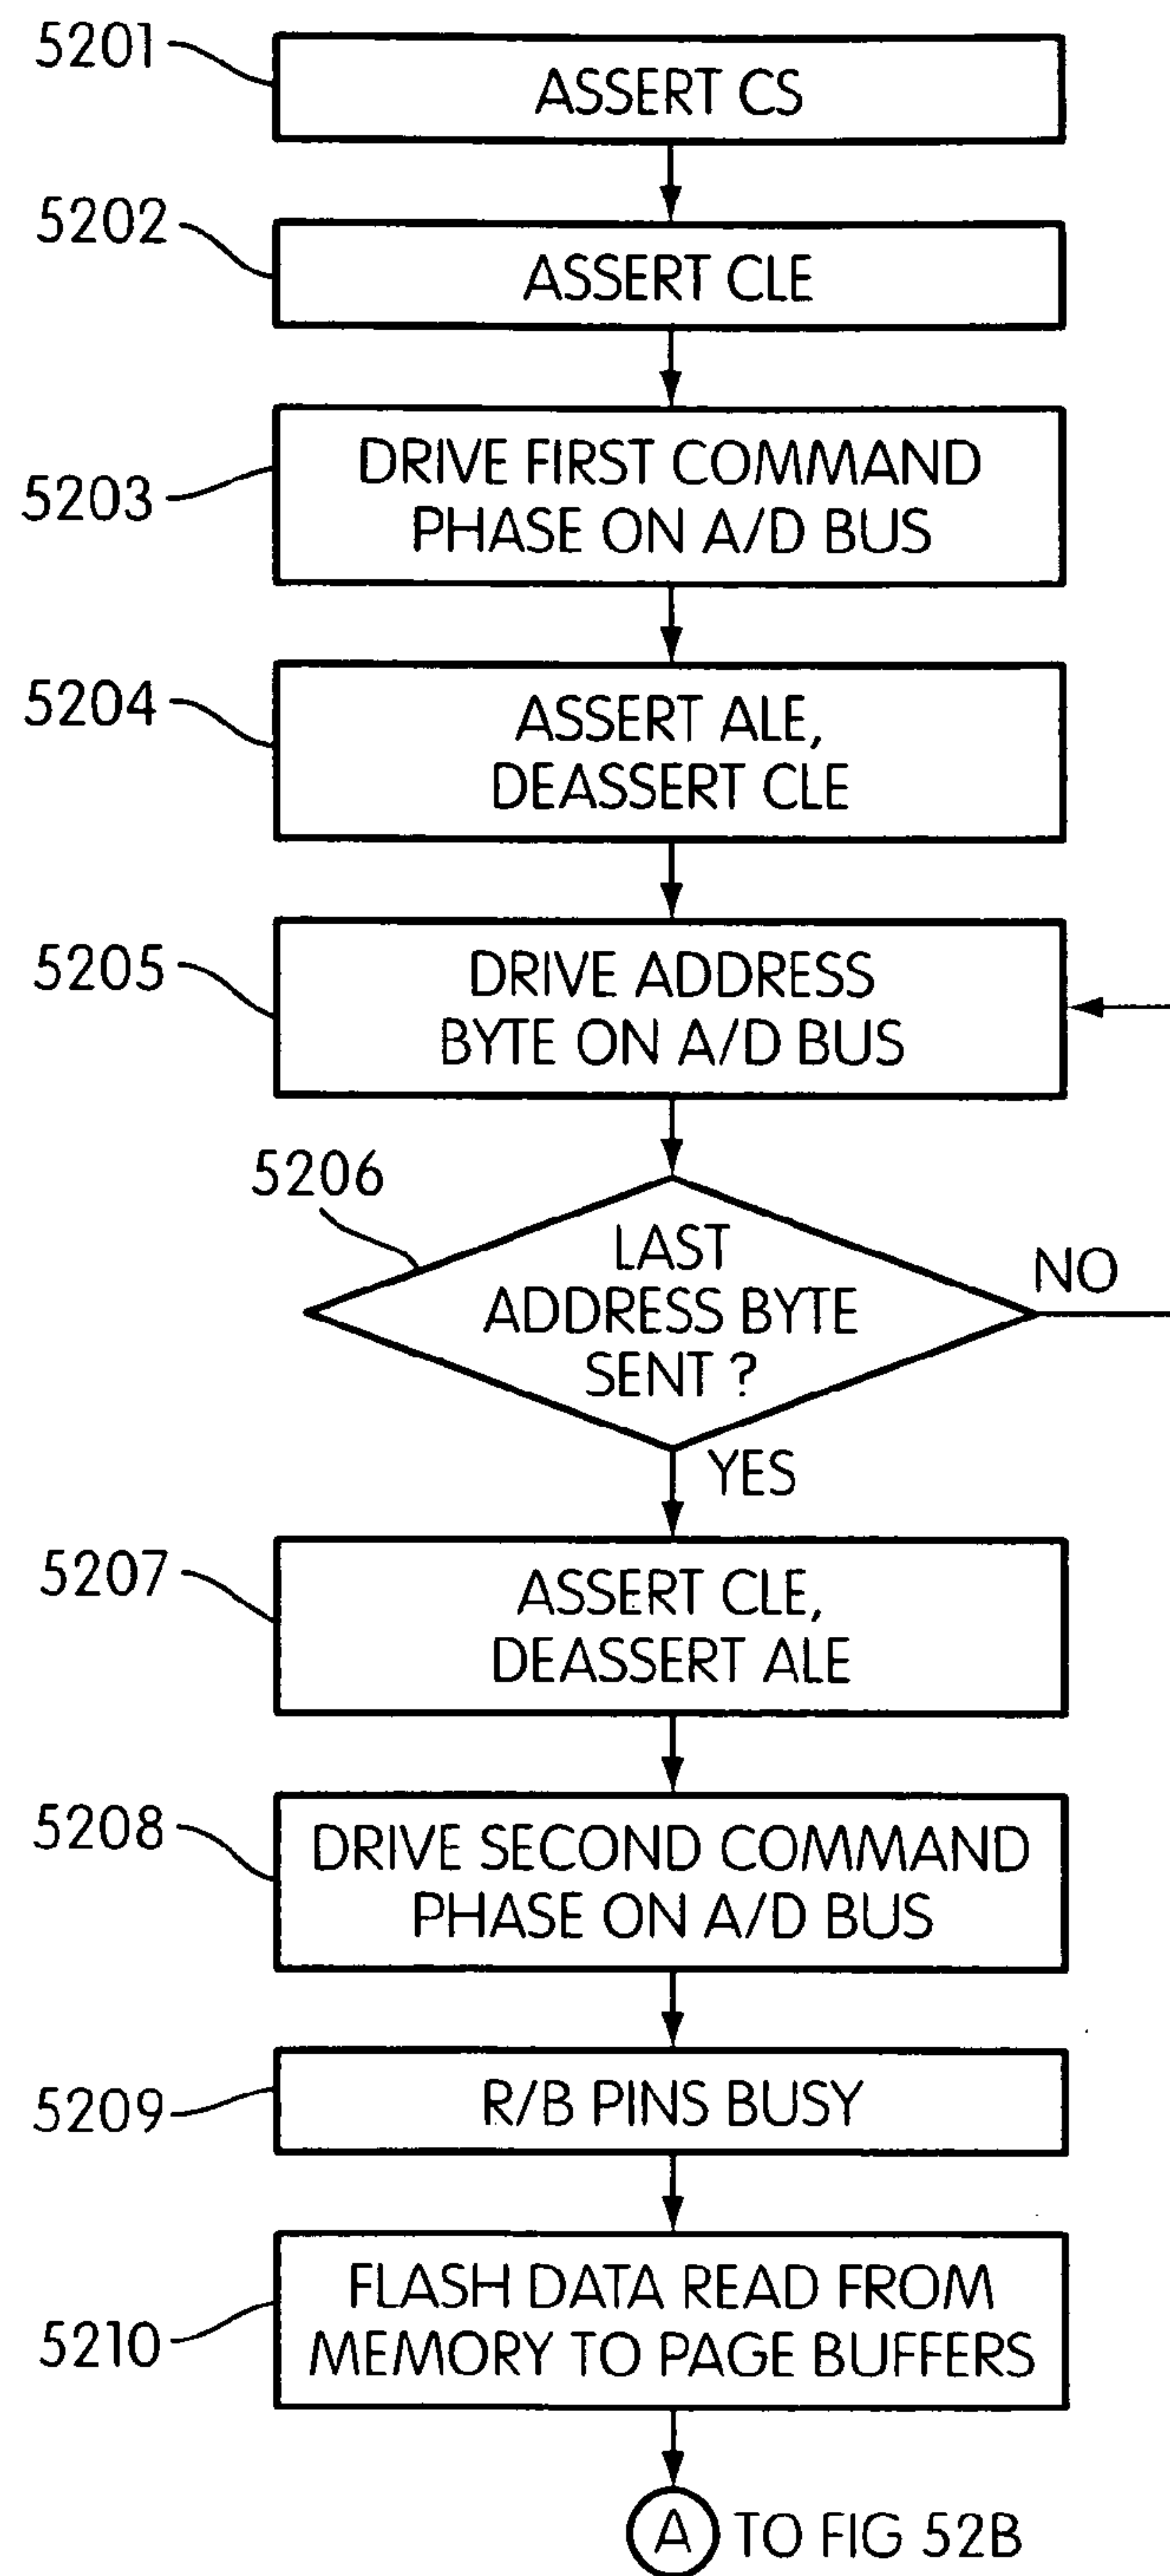 5201
ASSERT CS
5202
ASSERT CLE
5203
DRIVE FIRST COMMAND
PHASE ON A/D BUS
5204
ASSERT ALE,
DEASSERT CLE
5205
DRIVE ADDRESS
BYTE ON A/D BUS
5206
LAST
ADDRESS BYTE
SENT ?
NO
YES
5207
ASSERT CLE,
DEASSERT ALE
5208
DRIVE SECOND COMMAND
PHASE ON A/D BUS
5209
R/B PINS BUSY
5210
FLASH DATA READ FROM
MEMORY TO PAGE BUFFERS
A TO FIG 52B